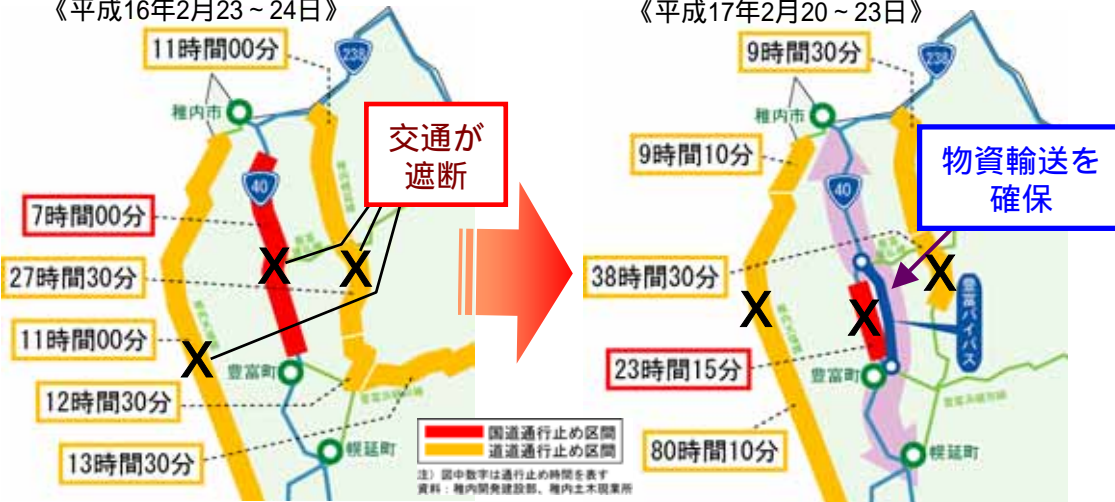 《平成16年2月23～24日》
11時間00分
238
稚内市
交通が
遮断
40
7時間00分
27時間30分
11時間00分
豊富町
12時間30分
13時間30分
幌延町
国道通行止め区間
道道通行止め区間
注）図中数字は通行止め時間を表す
資料：稚内開発建設部、稚内土木現業所
《平成17年2月20～23日》
9時間30分
238
稚内市
9時間10分
物資輸送を
確保
40
38時間30分
豊富バイパス
23時間15分
豊富町
80時間10分
幌延町